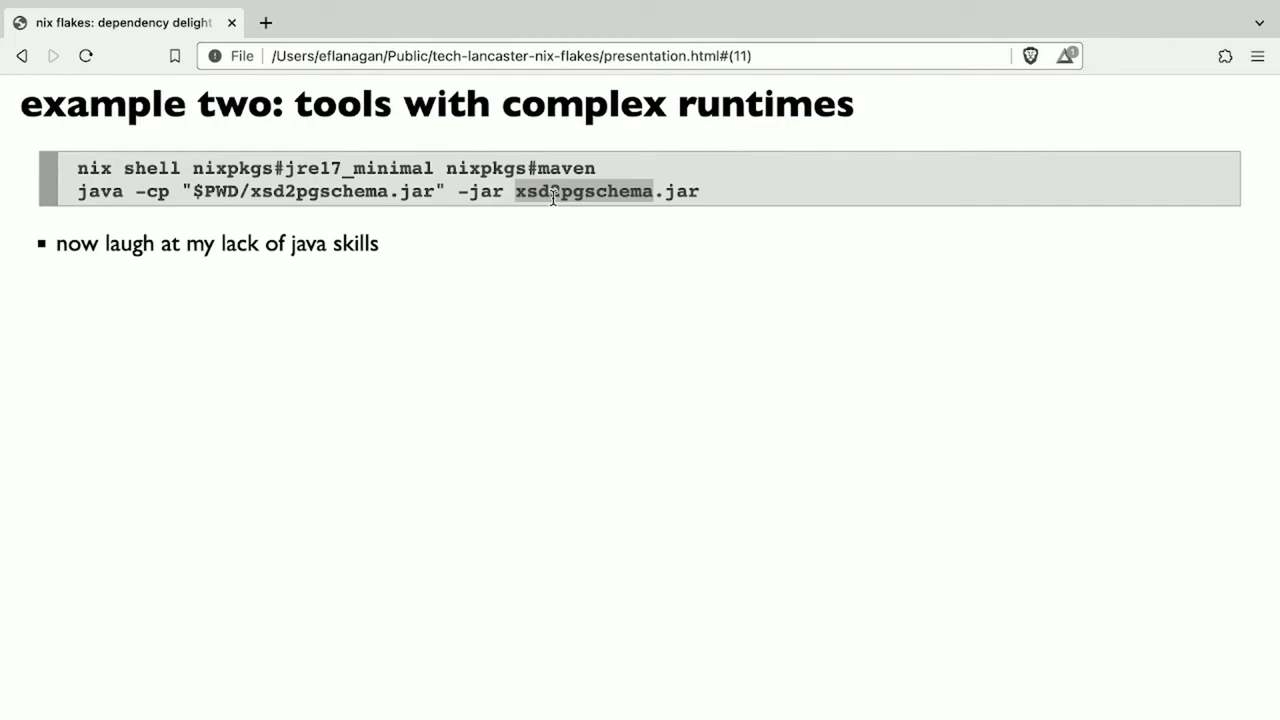 nix flakes: dependency delight
File /Users/eflanagan/Public/tech-lancaster-nix-flakes/presentation.html#(11)
1
example two: tools with complex runtimes
nix shell nixpkgs#jre17_minimal nixpkgs#maven
java -cp "$PWD/xsd2pgschema.jar" -jar xsd2pgschema.jar
▪ now laugh at my lack of java skills